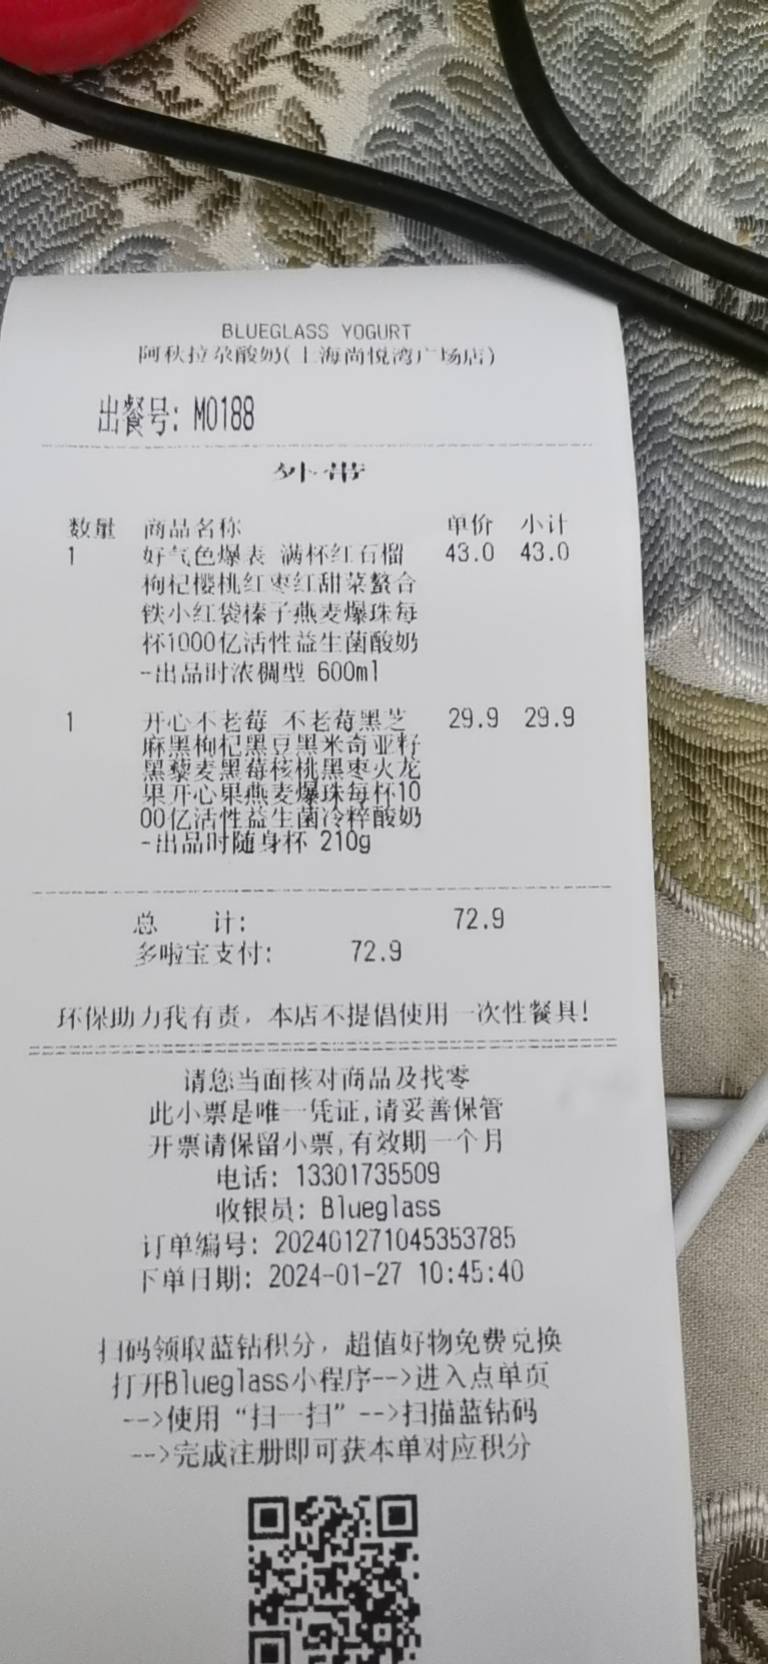 BLUEGLASS YOGURT
阿秋拉尕酸奶(上海尚悦湾广场店)
出餐号: M0188
外带
数量 商品名称 单价 小计
1 好气色爆表 满杯红石榴 43.0 43.0
枸杞樱桃红枣红甜菜螯合
铁小红袋榛子燕麦爆珠每
杯1000亿活性益生菌酸奶
-出品时浓稠型 600ml
1 开心不老莓 不老莓黑芝 29.9 29.9
麻黑枸杞黑豆黑米奇亚籽
黑藜麦黑莓核桃黑枣火龙
果开心果燕麦爆珠每杯10
00亿活性益生菌冷粹酸奶
-出品时随身杯 210g
总 计: 72.9
多啦宝支付: 72.9
环保助力我有责，本店不提倡使用一次性餐具!
请您当面核对商品及找零
此小票是唯一凭证,请妥善保管
开票请保留小票,有效期一个月
电话: 13301735509
收银员: Blueglass
订单编号: 202401271045353785
下单日期: 2024-01-27 10:45:40
扫码领取蓝钻积分，超值好物免费兑换
打开Blueglass小程序-->进入点单页
-->使用“扫一扫”-->扫描蓝钻码
-->完成注册即可获本单对应积分